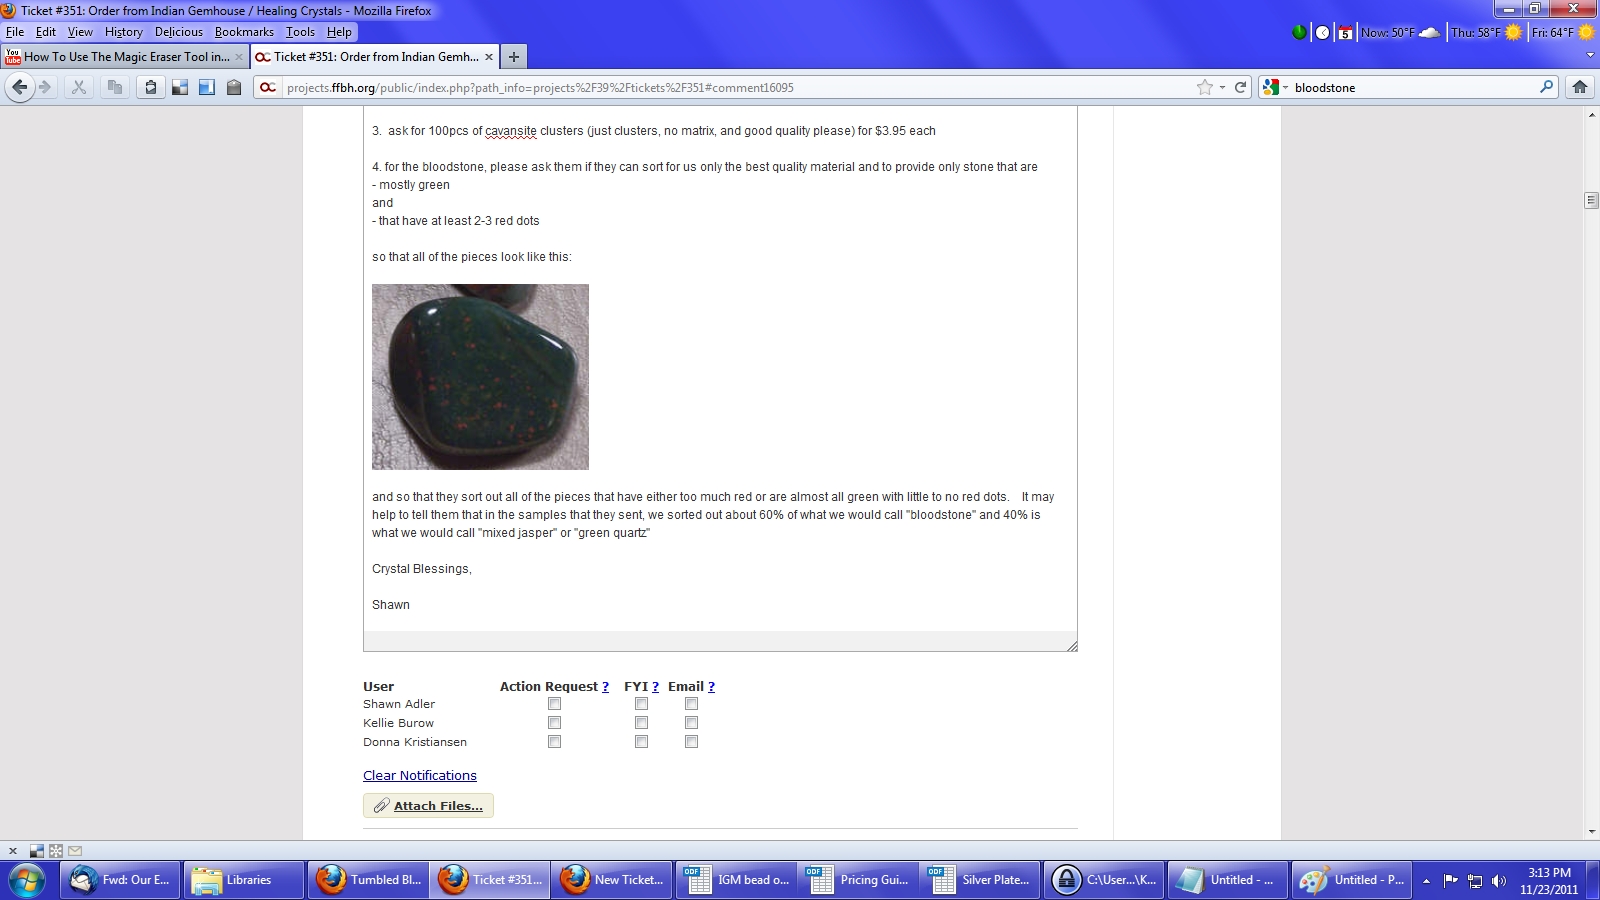 Ticket #351: Order from Indian Gemhouse / Healing Crystals - Mozilla Firefox
File Edit View History Delicious Bookmarks Tools Help
5 Now: 50°F Thu: 58°F Fri: 64°F
You Tube How To Use The Magic Eraser Tool in...
Ticket #351: Order from Indian Gemh...
projects.ffbh.org/public/index.php?path_info=projects%2F39%2Ftickets%2F351#comment16095
bloodstone
3. ask for 100pcs of cavansite clusters (just clusters, no matrix, and good quality please) for $3.95 each
4. for the bloodstone, please ask them if they can sort for us only the best quality material and to provide only stone that are
- mostly green
and
- that have at least 2-3 red dots
so that all of the pieces look like this:
and so that they sort out all of the pieces that have either too much red or are almost all green with little to no red dots. It may
help to tell them that in the samples that they sent, we sorted out about 60% of what we would call "bloodstone" and 40% is
what we would call "mixed jasper" or "green quartz"
Crystal Blessings,
Shawn
User Action Request ? FYI ? Email ?
Shawn Adler
Kellie Burow
Donna Kristiansen
Clear Notifications
Attach Files...
Fwd: Our E...
Libraries
Tumbled Bl...
Ticket #351...
New Ticket...
ODF IGM bead o...
ODF Pricing Gui...
ODF Silver Plate...
C:\User...\K...
Untitled - ...
Untitled - P...
3:13 PM
11/23/2011